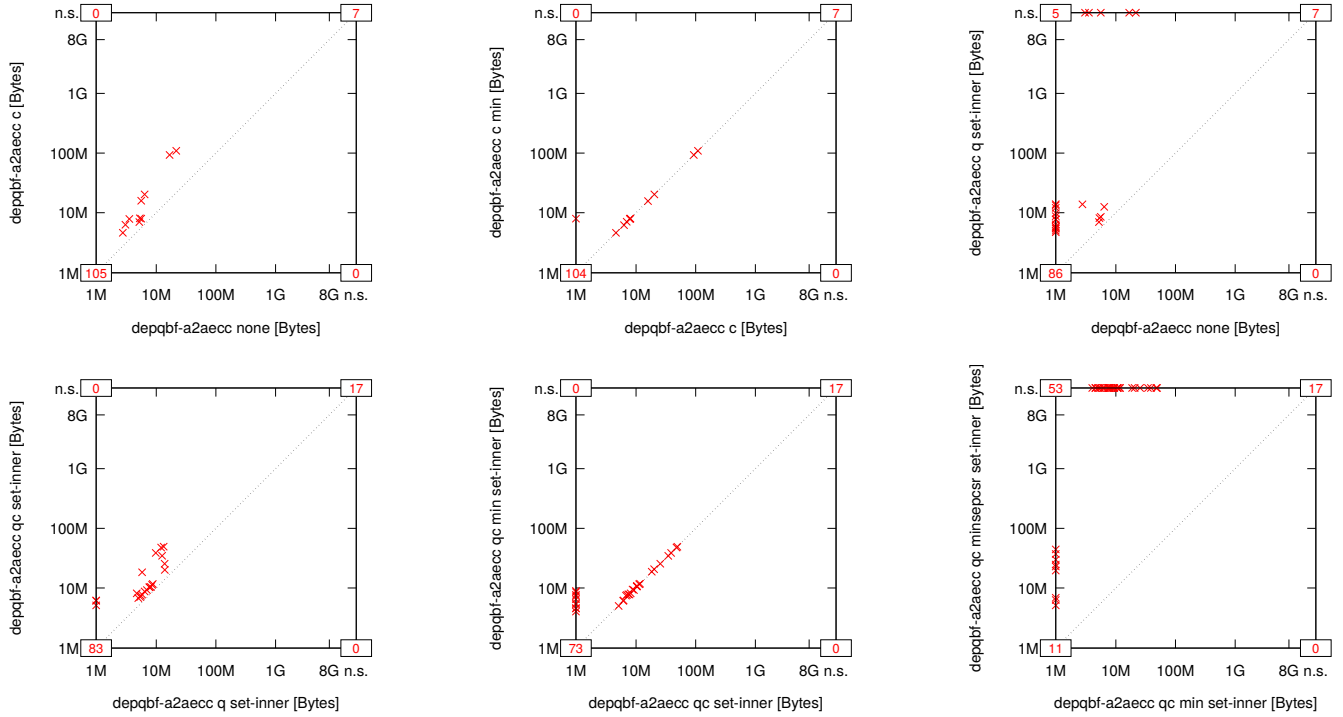 n.s. 0 7
8G
1G
100M
10M
1M 105 0
1M 10M 100M 1G 8G n.s.
depqbf-a2aecc c [Bytes]
depqbf-a2aecc none [Bytes]
n.s. 0 7
8G
1G
100M
10M
1M 104 0
1M 10M 100M 1G 8G n.s.
depqbf-a2aecc c min [Bytes]
depqbf-a2aecc c [Bytes]
n.s. 5 7
8G
1G
100M
10M
1M 86 0
1M 10M 100M 1G 8G n.s.
depqbf-a2aecc q set-inner [Bytes]
depqbf-a2aecc none [Bytes]
n.s. 0 17
8G
1G
100M
10M
1M 83 0
1M 10M 100M 1G 8G n.s.
depqbf-a2aecc qc set-inner [Bytes]
depqbf-a2aecc q set-inner [Bytes]
n.s. 0 17
8G
1G
100M
10M
1M 73 0
1M 10M 100M 1G 8G n.s.
depqbf-a2aecc qc min set-inner [Bytes]
depqbf-a2aecc qc set-inner [Bytes]
n.s. 53 17
8G
1G
100M
10M
1M 11 0
1M 10M 100M 1G 8G n.s.
depqbf-a2aecc qc minsepcsr set-inner [Bytes]
depqbf-a2aecc qc min set-inner [Bytes]